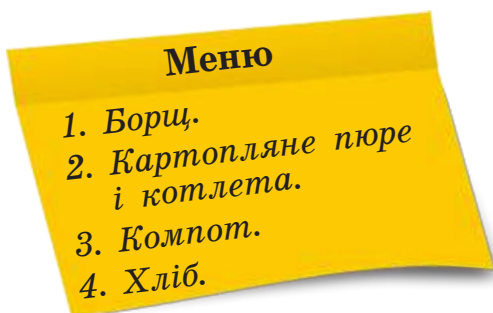 Меню
1. Борщ.
2. Картопляне пюре
і котлета.
3. Компот.
4. Хліб.